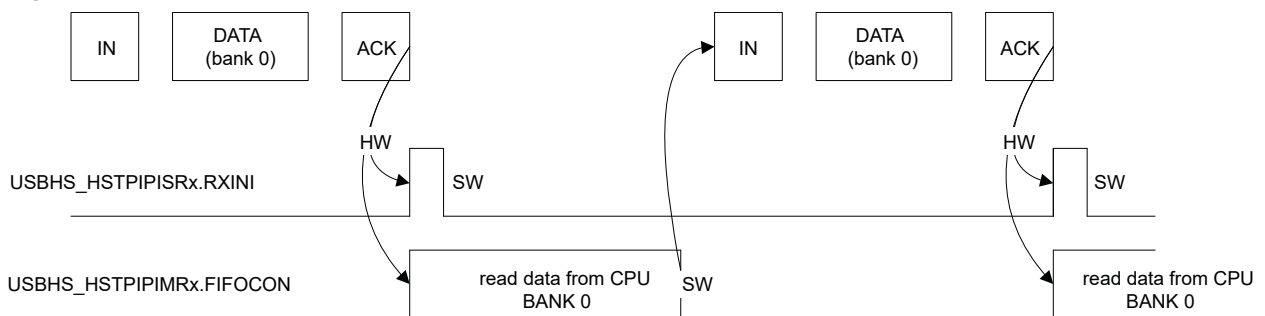 IN
DATA
(bank 0)
ACK
IN
DATA
(bank 0)
ACK
HW
HW
USBHS_HSTPIPISRx.RXINI
SW
SW
USBHS_HSTPIPIMRx.FIFOCON
read data from CPU
BANK 0
SW
read data from CPU
BANK 0